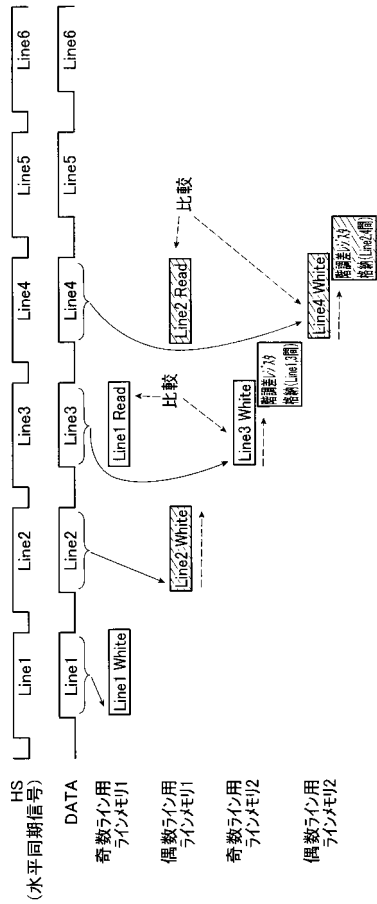 HS
(水平同期信号)
Line1
Line2
Line3
Line4
Line5
Line6
DATA
Line1
Line2
Line3
Line4
Line5
Line6
奇数ライン用
ラインメモリ1
Line1 White
Line1 Read
偶数ライン用
ラインメモリ1
Line2 White
Line2 Read
比較
比較
奇数ライン用
ラインメモリ2
Line3 White
階調差レジスタ
格納(Line1,3間)
偶数ライン用
ラインメモリ2
Line4 White
階調差レジスタ
格納(Line2,4間)